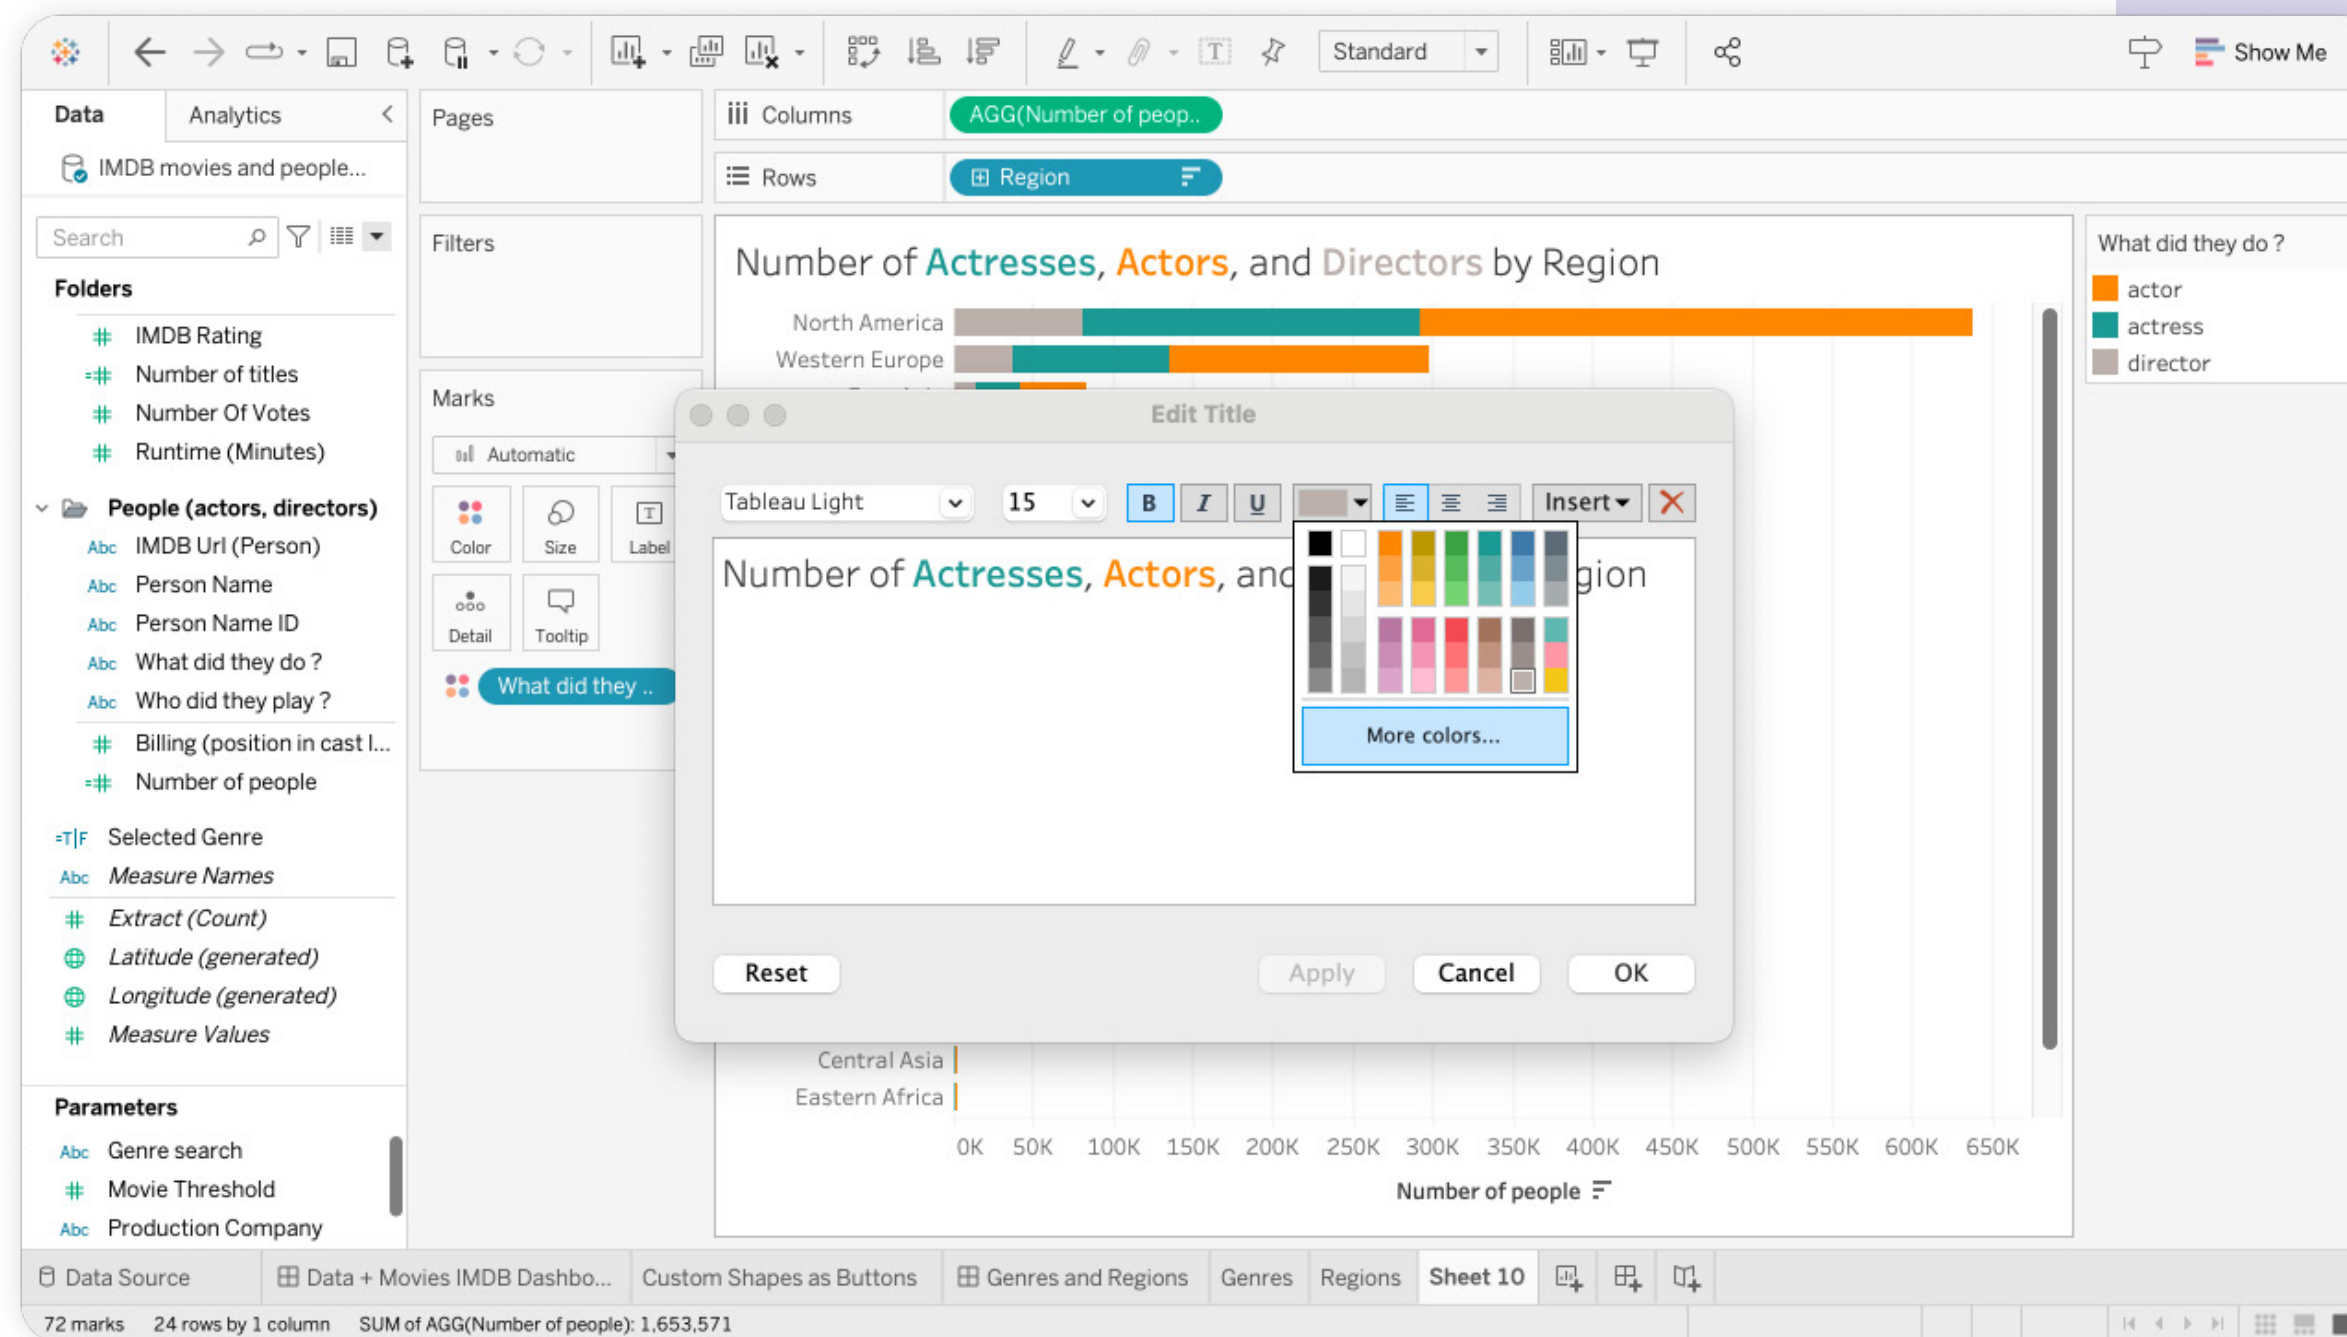 Standard
Show Me
Data
Analytics
IMDB movies and people...
Search
Folders
IMDB Rating
Number of titles
Number Of Votes
Runtime (Minutes)
People (actors, directors)
Abc IMDB Url (Person)
Abc Person Name
Abc Person Name ID
Abc What did they do ?
Abc Who did they play ?
Billing (position in cast l...
Number of people
=T|F Selected Genre
Abc Measure Names
Extract (Count)
Latitude (generated)
Longitude (generated)
Measure Values
Parameters
Abc Genre search
Movie Threshold
Abc Production Company
Pages
Filters
Marks
Automatic
Color
Size
Label
Detail
Tooltip
What did they ..
Columns
AGG(Number of peop..
Rows
Region
Number of Actresses, Actors, and Directors by Region
North America
Western Europe
Edit Title
Tableau Light
15
B
I
U
Insert
Number of Actresses, Actors, and
More colors...
Reset
Apply
Cancel
OK
Central Asia
Eastern Africa
0K 50K 100K 150K 200K 250K 300K 350K 400K 450K 500K 550K 600K 650K
Number of people
What did they do ?
actor
actress
director
Data Source
Data + Movies IMDB Dashbo...
Custom Shapes as Buttons
Genres and Regions
Genres
Regions
Sheet 10
72 marks
24 rows by 1 column
SUM of AGG(Number of people): 1,653,571